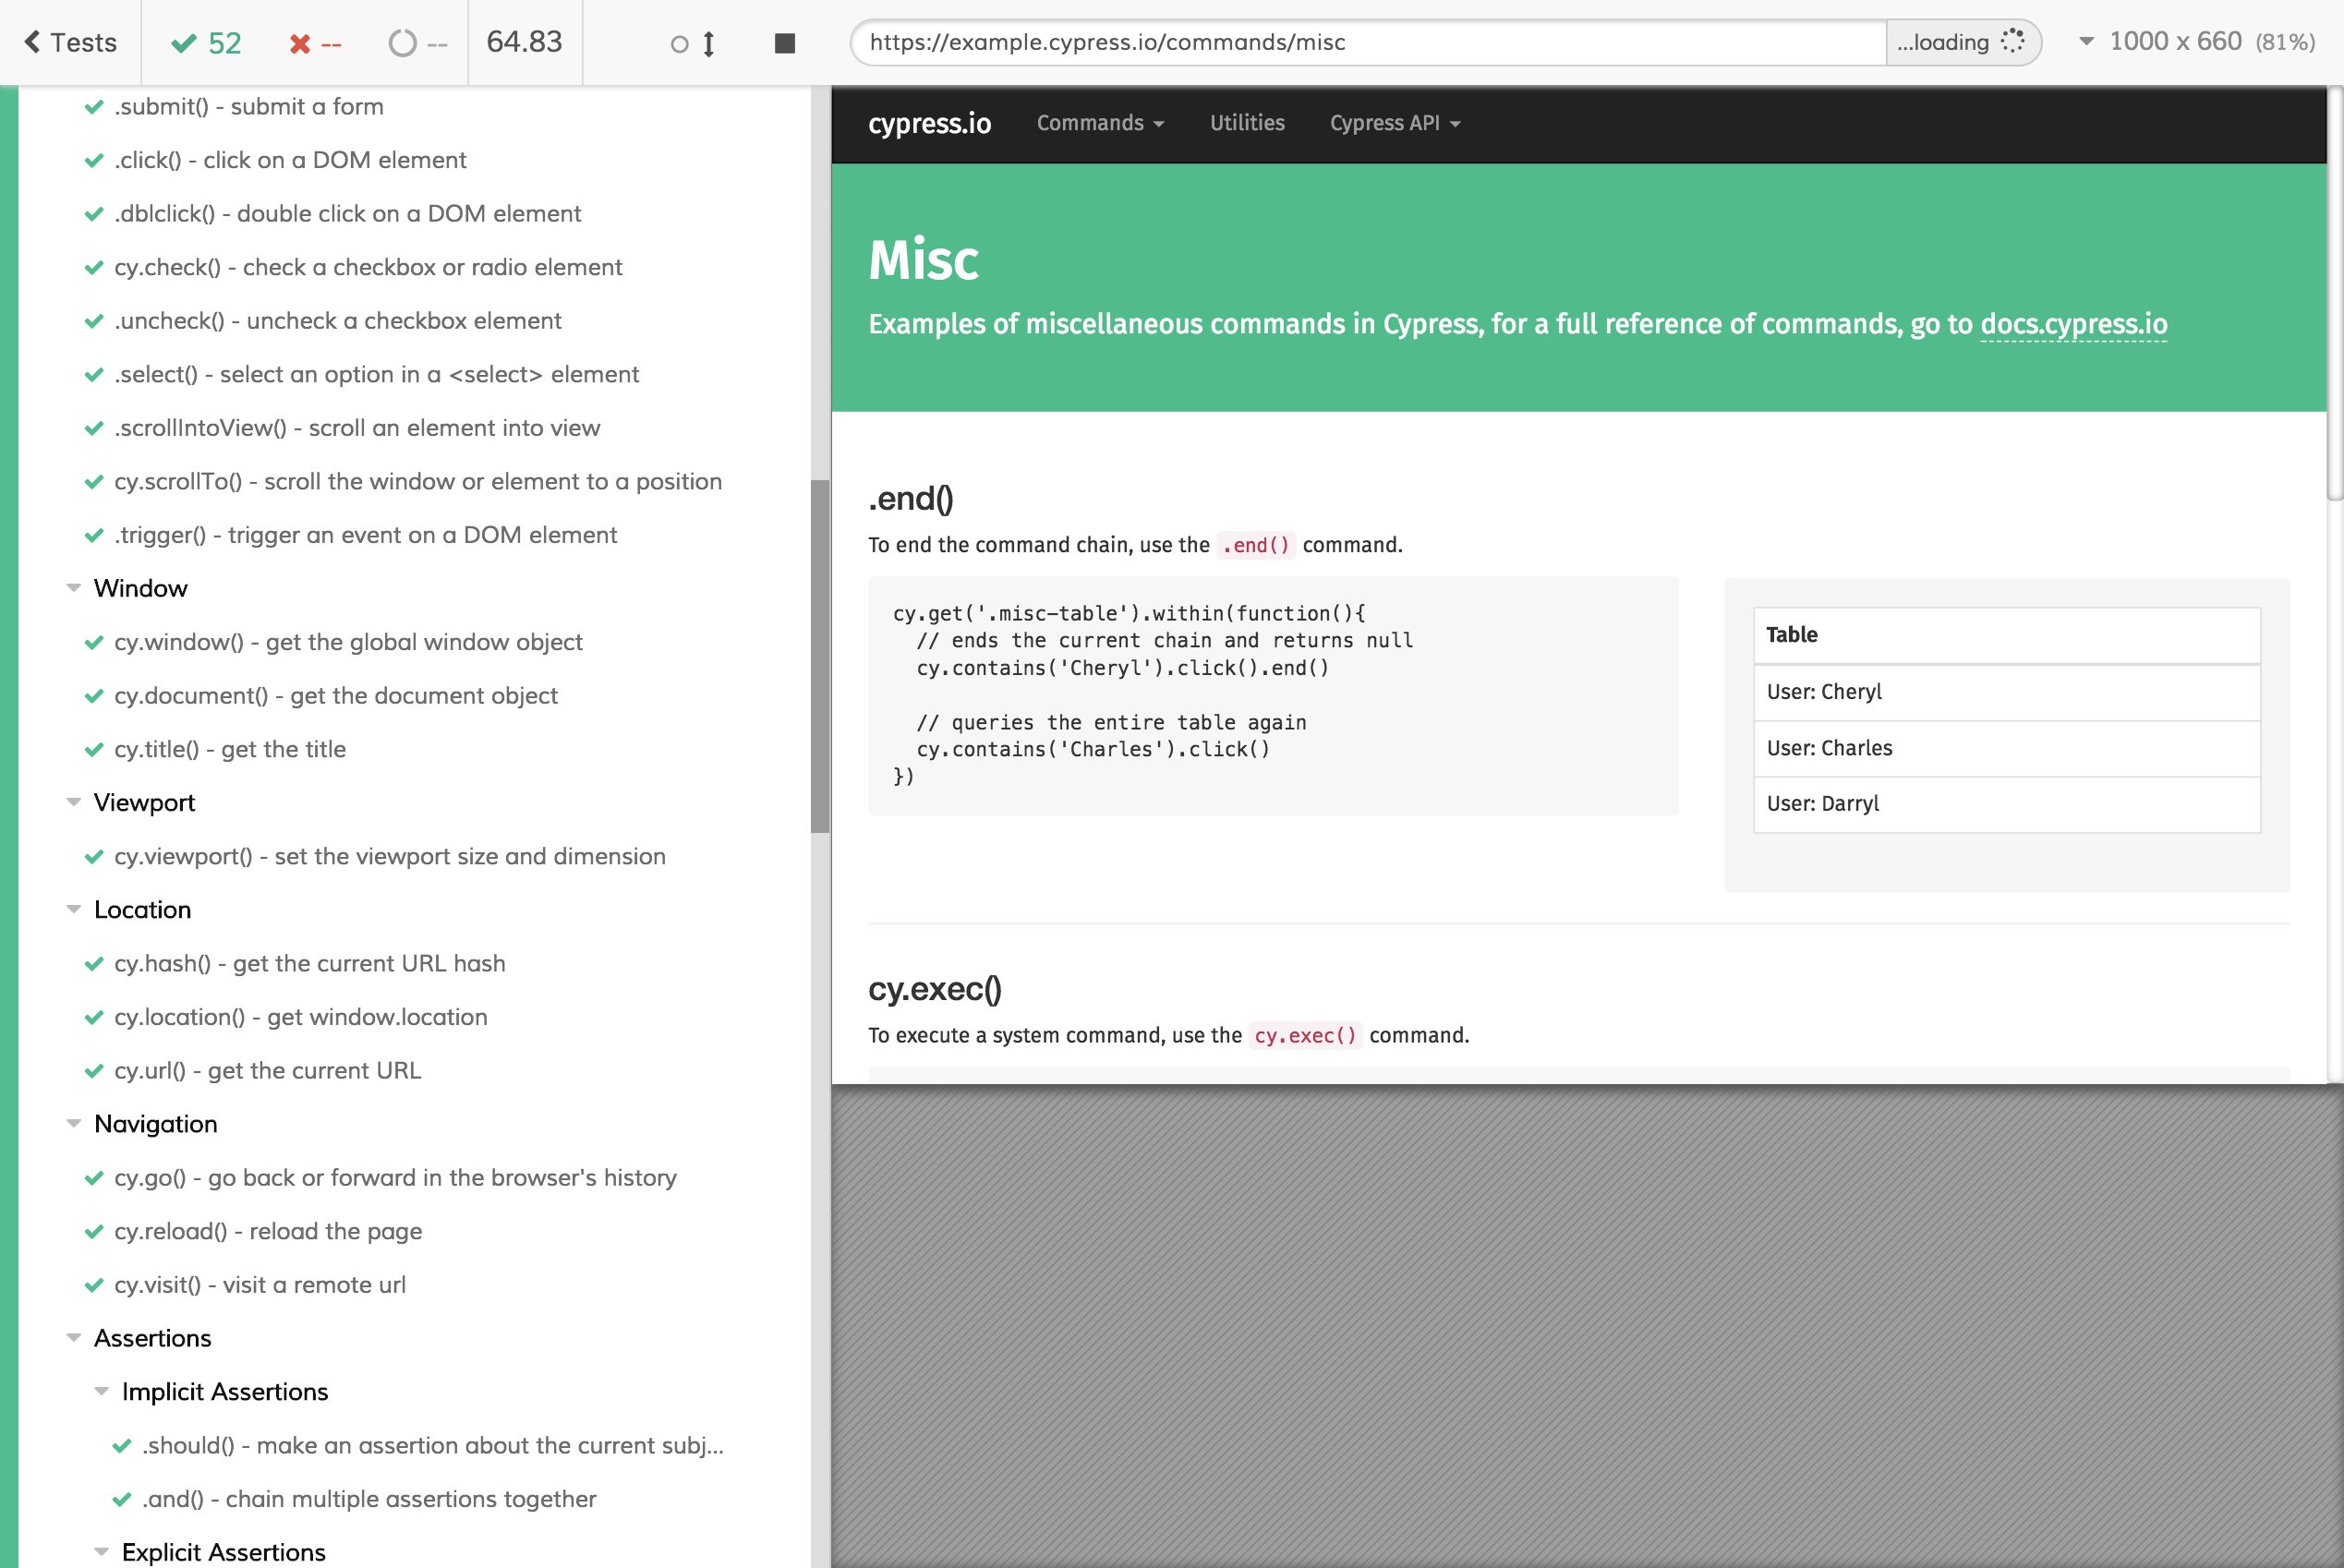 Tests
52
--
--
64.83
https://example.cypress.io/commands/misc
...loading
1000 x 660 (81%)
.submit() - submit a form
.click() - click on a DOM element
.dblclick() - double click on a DOM element
cy.check() - check a checkbox or radio element
.uncheck() - uncheck a checkbox element
.select() - select an option in a <select> element
.scrollIntoView() - scroll an element into view
cy.scrollTo() - scroll the window or element to a position
.trigger() - trigger an event on a DOM element
Window
cy.window() - get the global window object
cy.document() - get the document object
cy.title() - get the title
Viewport
cy.viewport() - set the viewport size and dimension
Location
cy.hash() - get the current URL hash
cy.location() - get window.location
cy.url() - get the current URL
Navigation
cy.go() - go back or forward in the browser's history
cy.reload() - reload the page
cy.visit() - visit a remote url
Assertions
Implicit Assertions
.should() - make an assertion about the current subj...
.and() - chain multiple assertions together
Explicit Assertions
cypress.io
Commands
Utilities
Cypress API
Misc
Examples of miscellaneous commands in Cypress, for a full reference of commands, go to docs.cypress.io
.end()
To end the command chain, use the .end() command.
cy.get('.misc-table').within(function(){
  // ends the current chain and returns null
  cy.contains('Cheryl').click().end()
  // queries the entire table again
  cy.contains('Charles').click()
})
Table
User: Cheryl
User: Charles
User: Darryl
cy.exec()
To execute a system command, use the cy.exec() command.